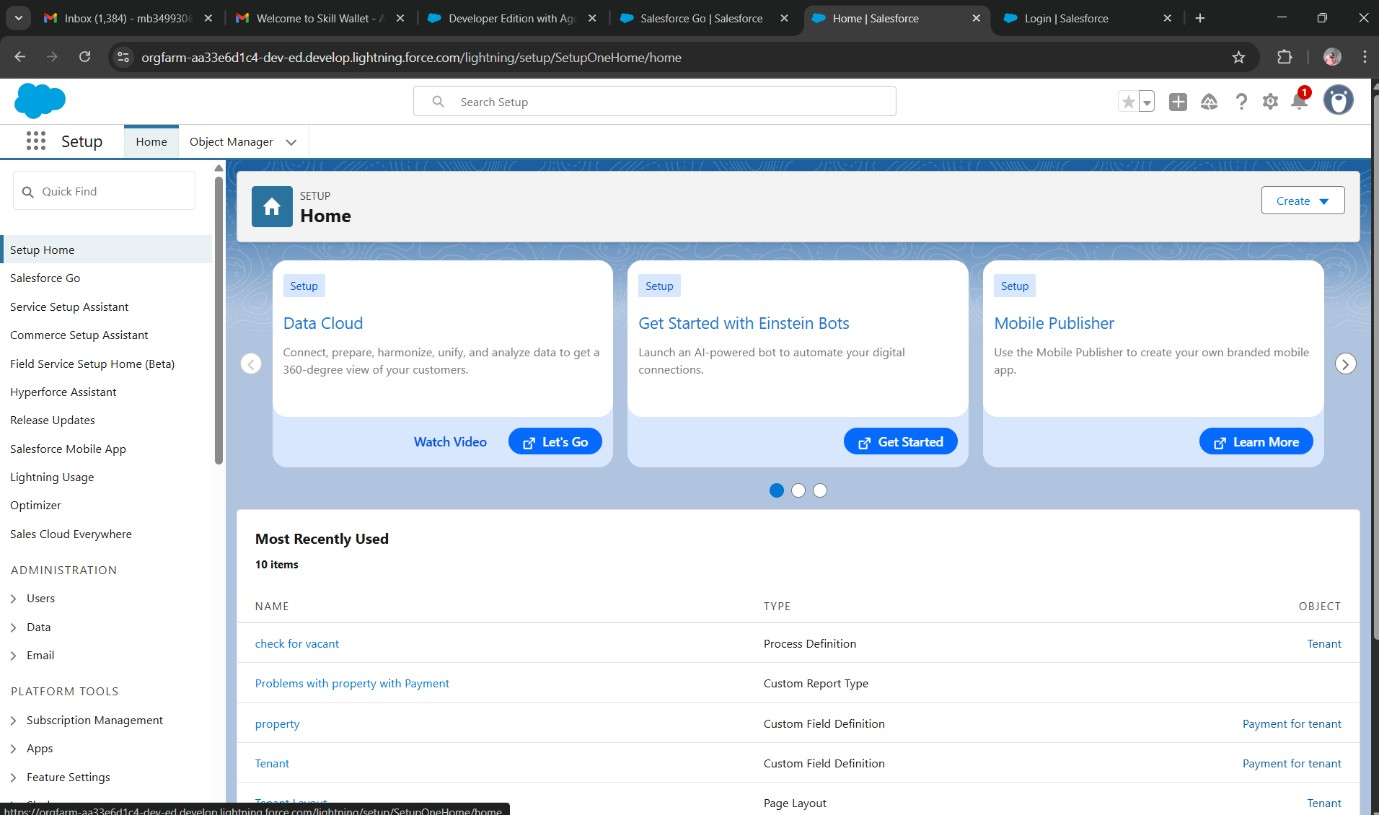 Inbox (1,384) - mb349930
Welcome to Skill Wallet - A
Developer Edition with Age
Salesforce Go | Salesforce
Home | Salesforce
Login | Salesforce
orgfarm-aa33e6d1c4-dev-ed.develop.lightning.force.com/lightning/setup/SetupOneHome/home
Search Setup
1
Setup
Home
Object Manager
Quick Find
Setup Home
Salesforce Go
Service Setup Assistant
Commerce Setup Assistant
Field Service Setup Home (Beta)
Hyperforce Assistant
Release Updates
Salesforce Mobile App
Lightning Usage
Optimizer
Sales Cloud Everywhere
ADMINISTRATION
Users
Data
Email
PLATFORM TOOLS
Subscription Management
Apps
Feature Settings
SETUP
Home
Create
Setup
Data Cloud
Connect, prepare, harmonize, unify, and analyze data to get a
360-degree view of your customers.
Watch Video
Let's Go
Setup
Get Started with Einstein Bots
Launch an AI-powered bot to automate your digital
connections.
Get Started
Setup
Mobile Publisher
Use the Mobile Publisher to create your own branded mobile
app.
Learn More
Most Recently Used
10 items
NAME TYPE OBJECT
check for vacant Process Definition Tenant
Problems with property with Payment Custom Report Type
property Custom Field Definition Payment for tenant
Tenant Custom Field Definition Payment for tenant
Tenant Layout Page Layout Tenant
https://orgfarm-aa33e6d1c4-dev-ed.develop.lightning.force.com/lightning/setup/SetupOneHome/home